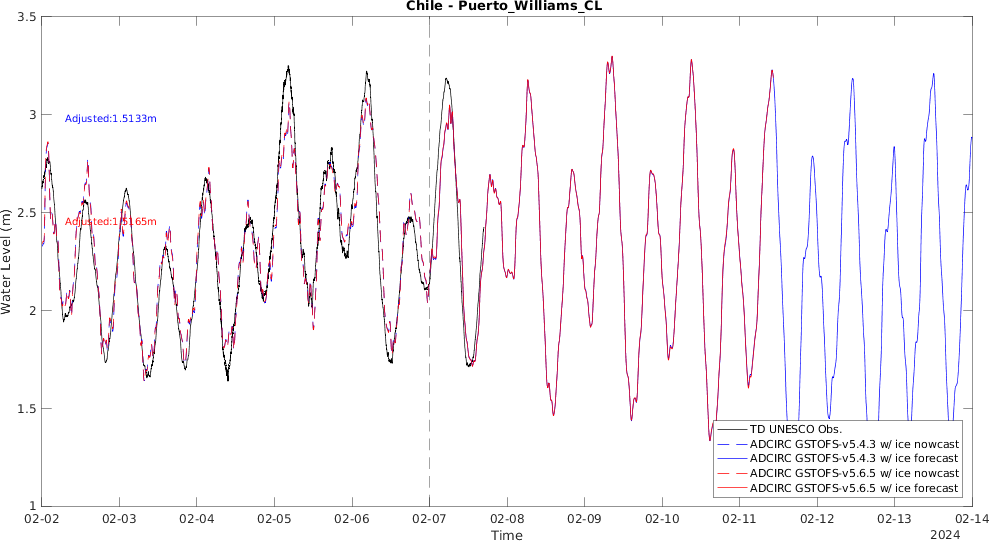 Chile - Puerto_Williams_CL
3.5
3
2.5
2
1.5
1
Water Level (m)
Adjusted:1.5133m
Adjusted:1.5165m
TD UNESCO Obs.
ADCIRC GSTOFS-v5.4.3 w/ ice nowcast
ADCIRC GSTOFS-v5.4.3 w/ ice forecast
ADCIRC GSTOFS-v5.6.5 w/ ice nowcast
ADCIRC GSTOFS-v5.6.5 w/ ice forecast
02-02 02-03 02-04 02-05 02-06 02-07 02-08 02-09 02-10 02-11 02-12 02-13 02-14
Time
2024